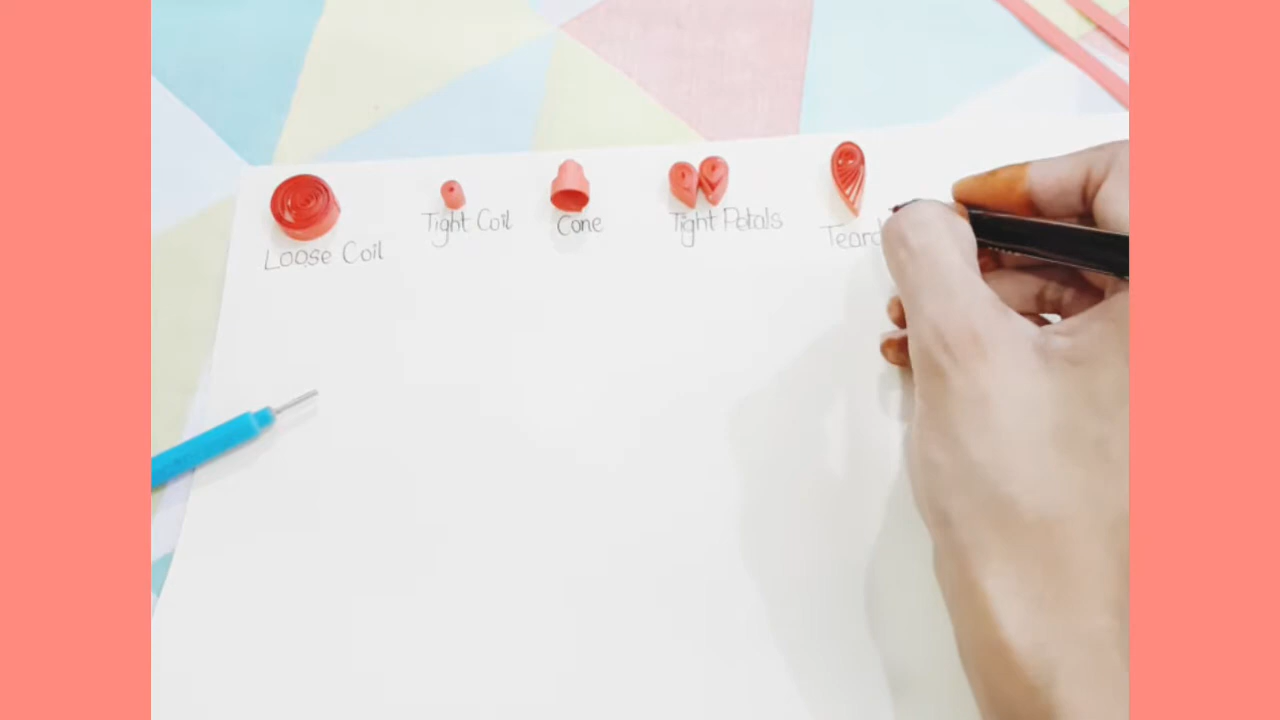 Loose Coil
Tight Coil
Cone
Tight Petals
Teard